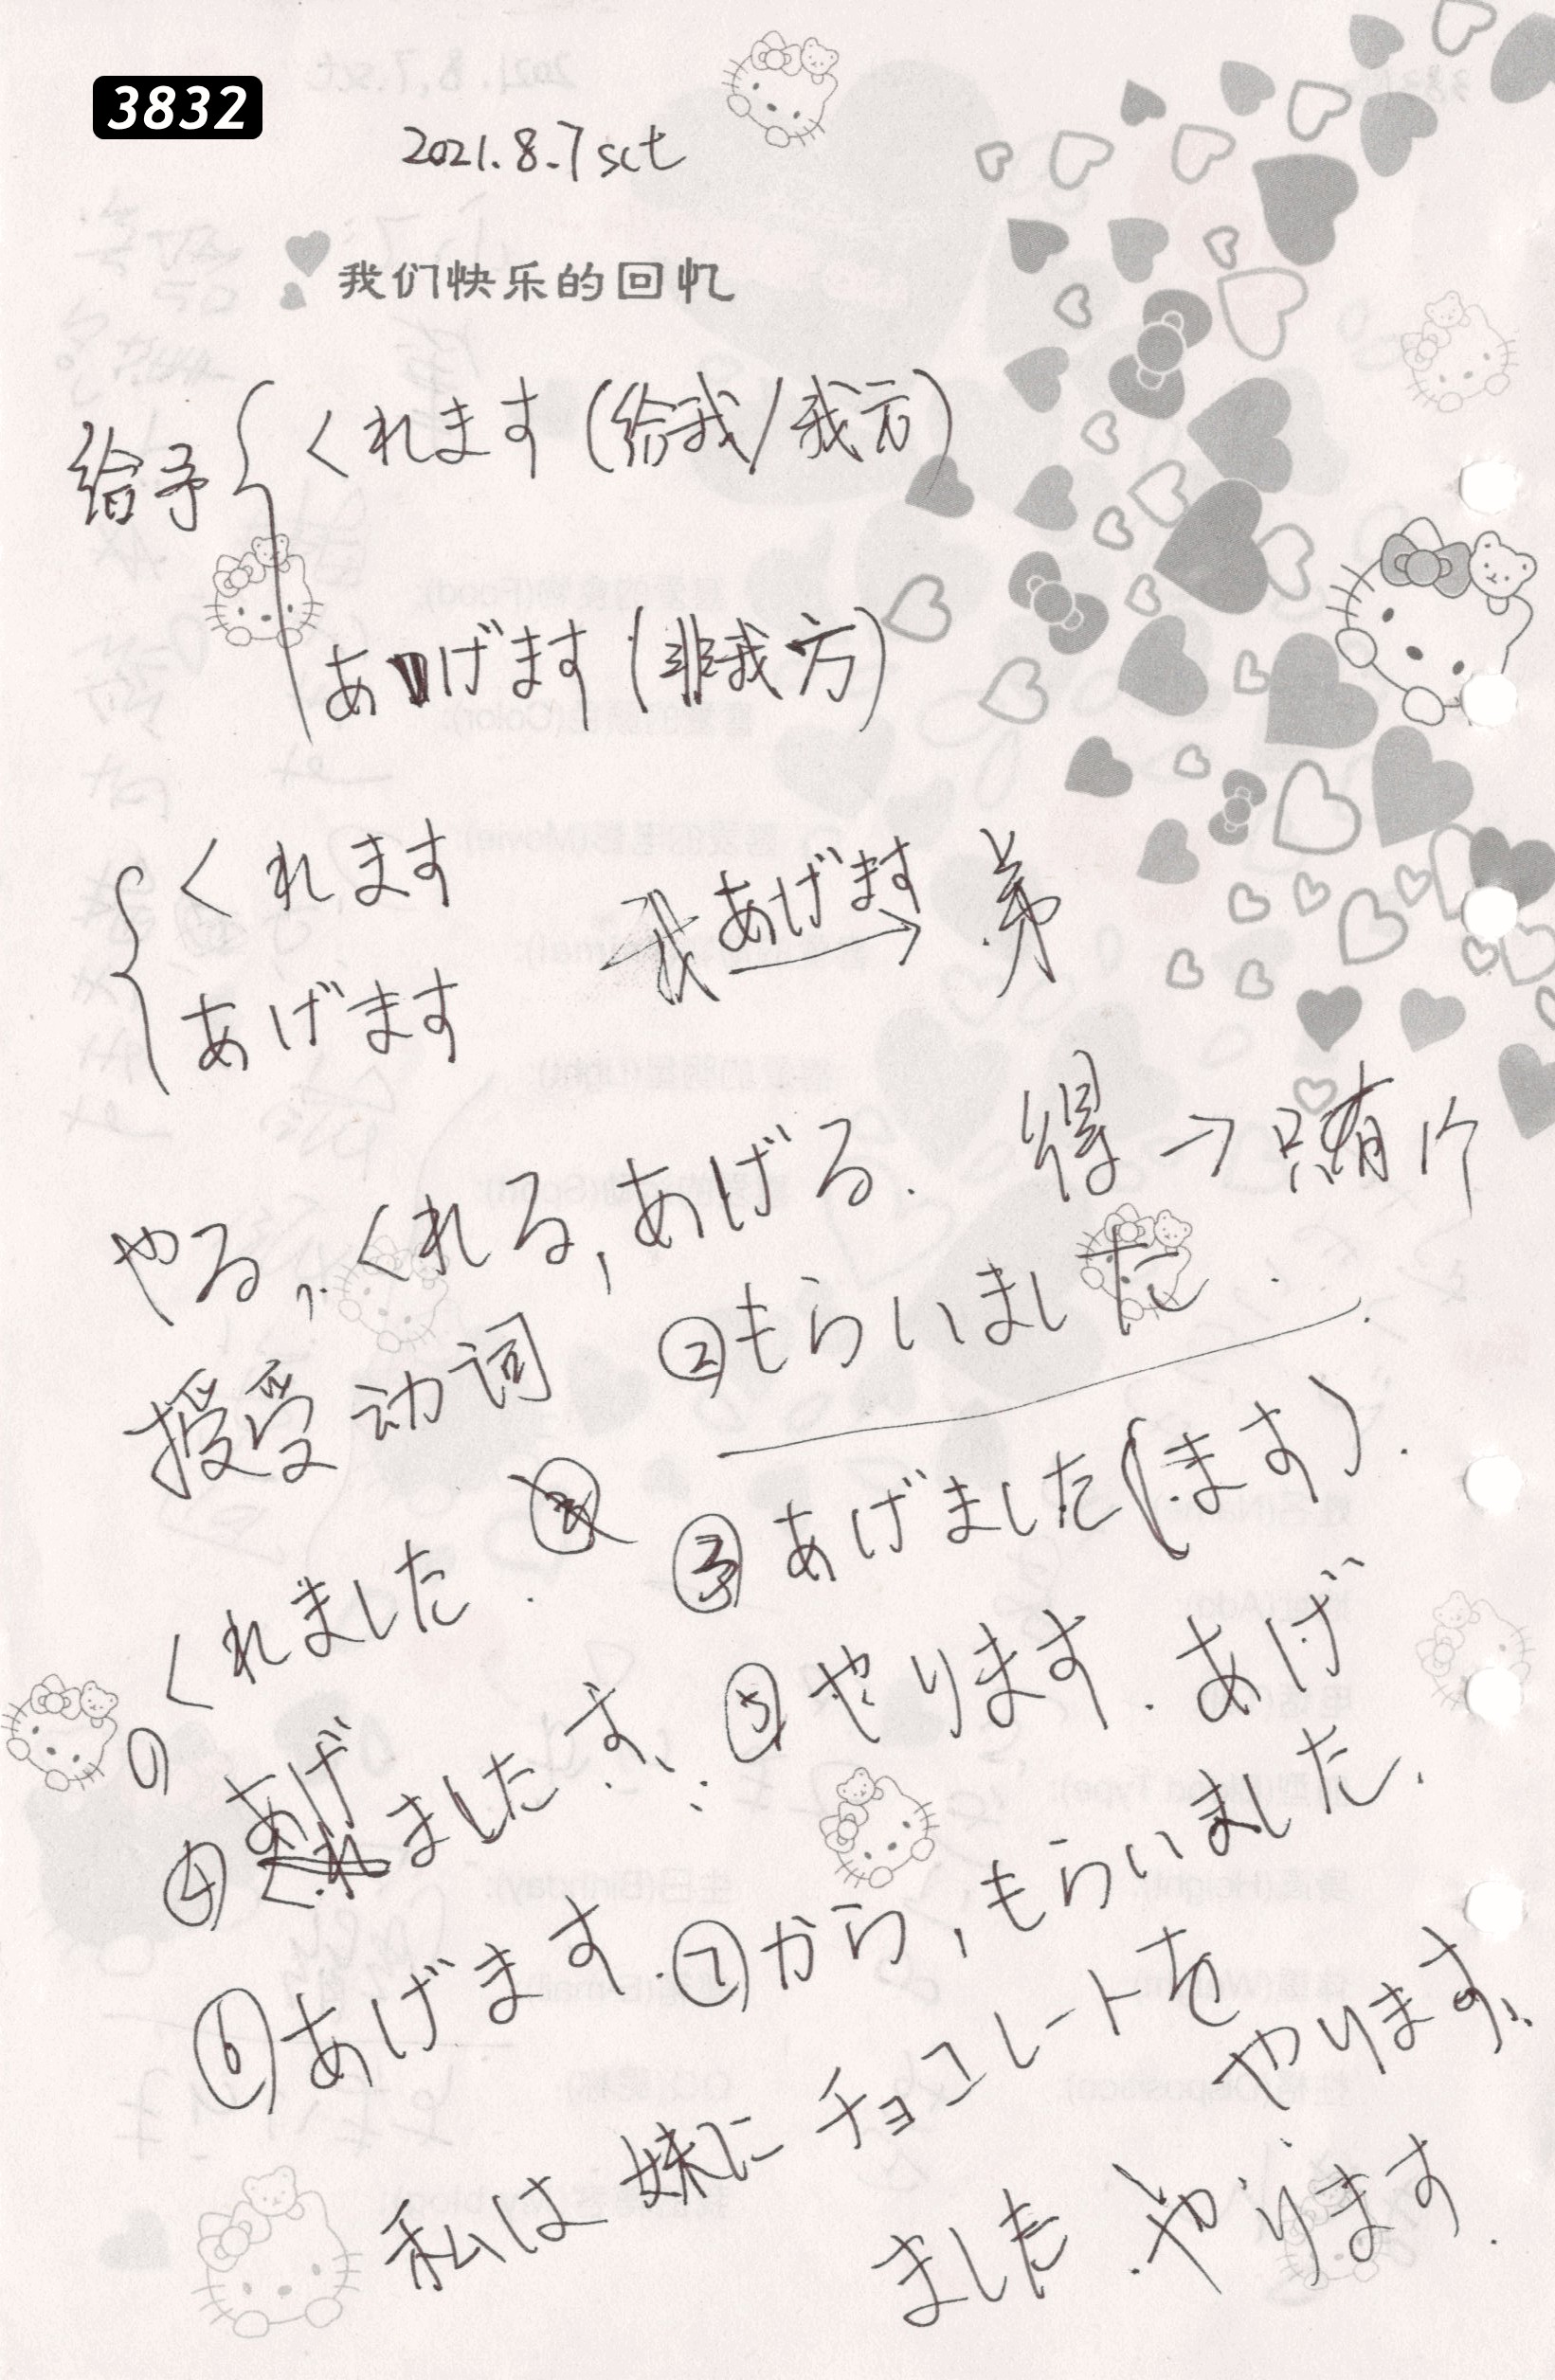 3832
2021.8.7 sct
我们快乐的回忆
给予 { くれます (给我/我方)
あげます (非我方)
{ くれます
あげます
我 あげます → 弟
得 → 只有个
やる, くれる, あげる.
授受动词 ②もらいました.
くれました. ③あげました(ます).
④あげましたす. ⑤やります. あげ
⑥あげます. ⑦から, もらいました.
私は妹にチョコレートを
やります.
ました. やります.